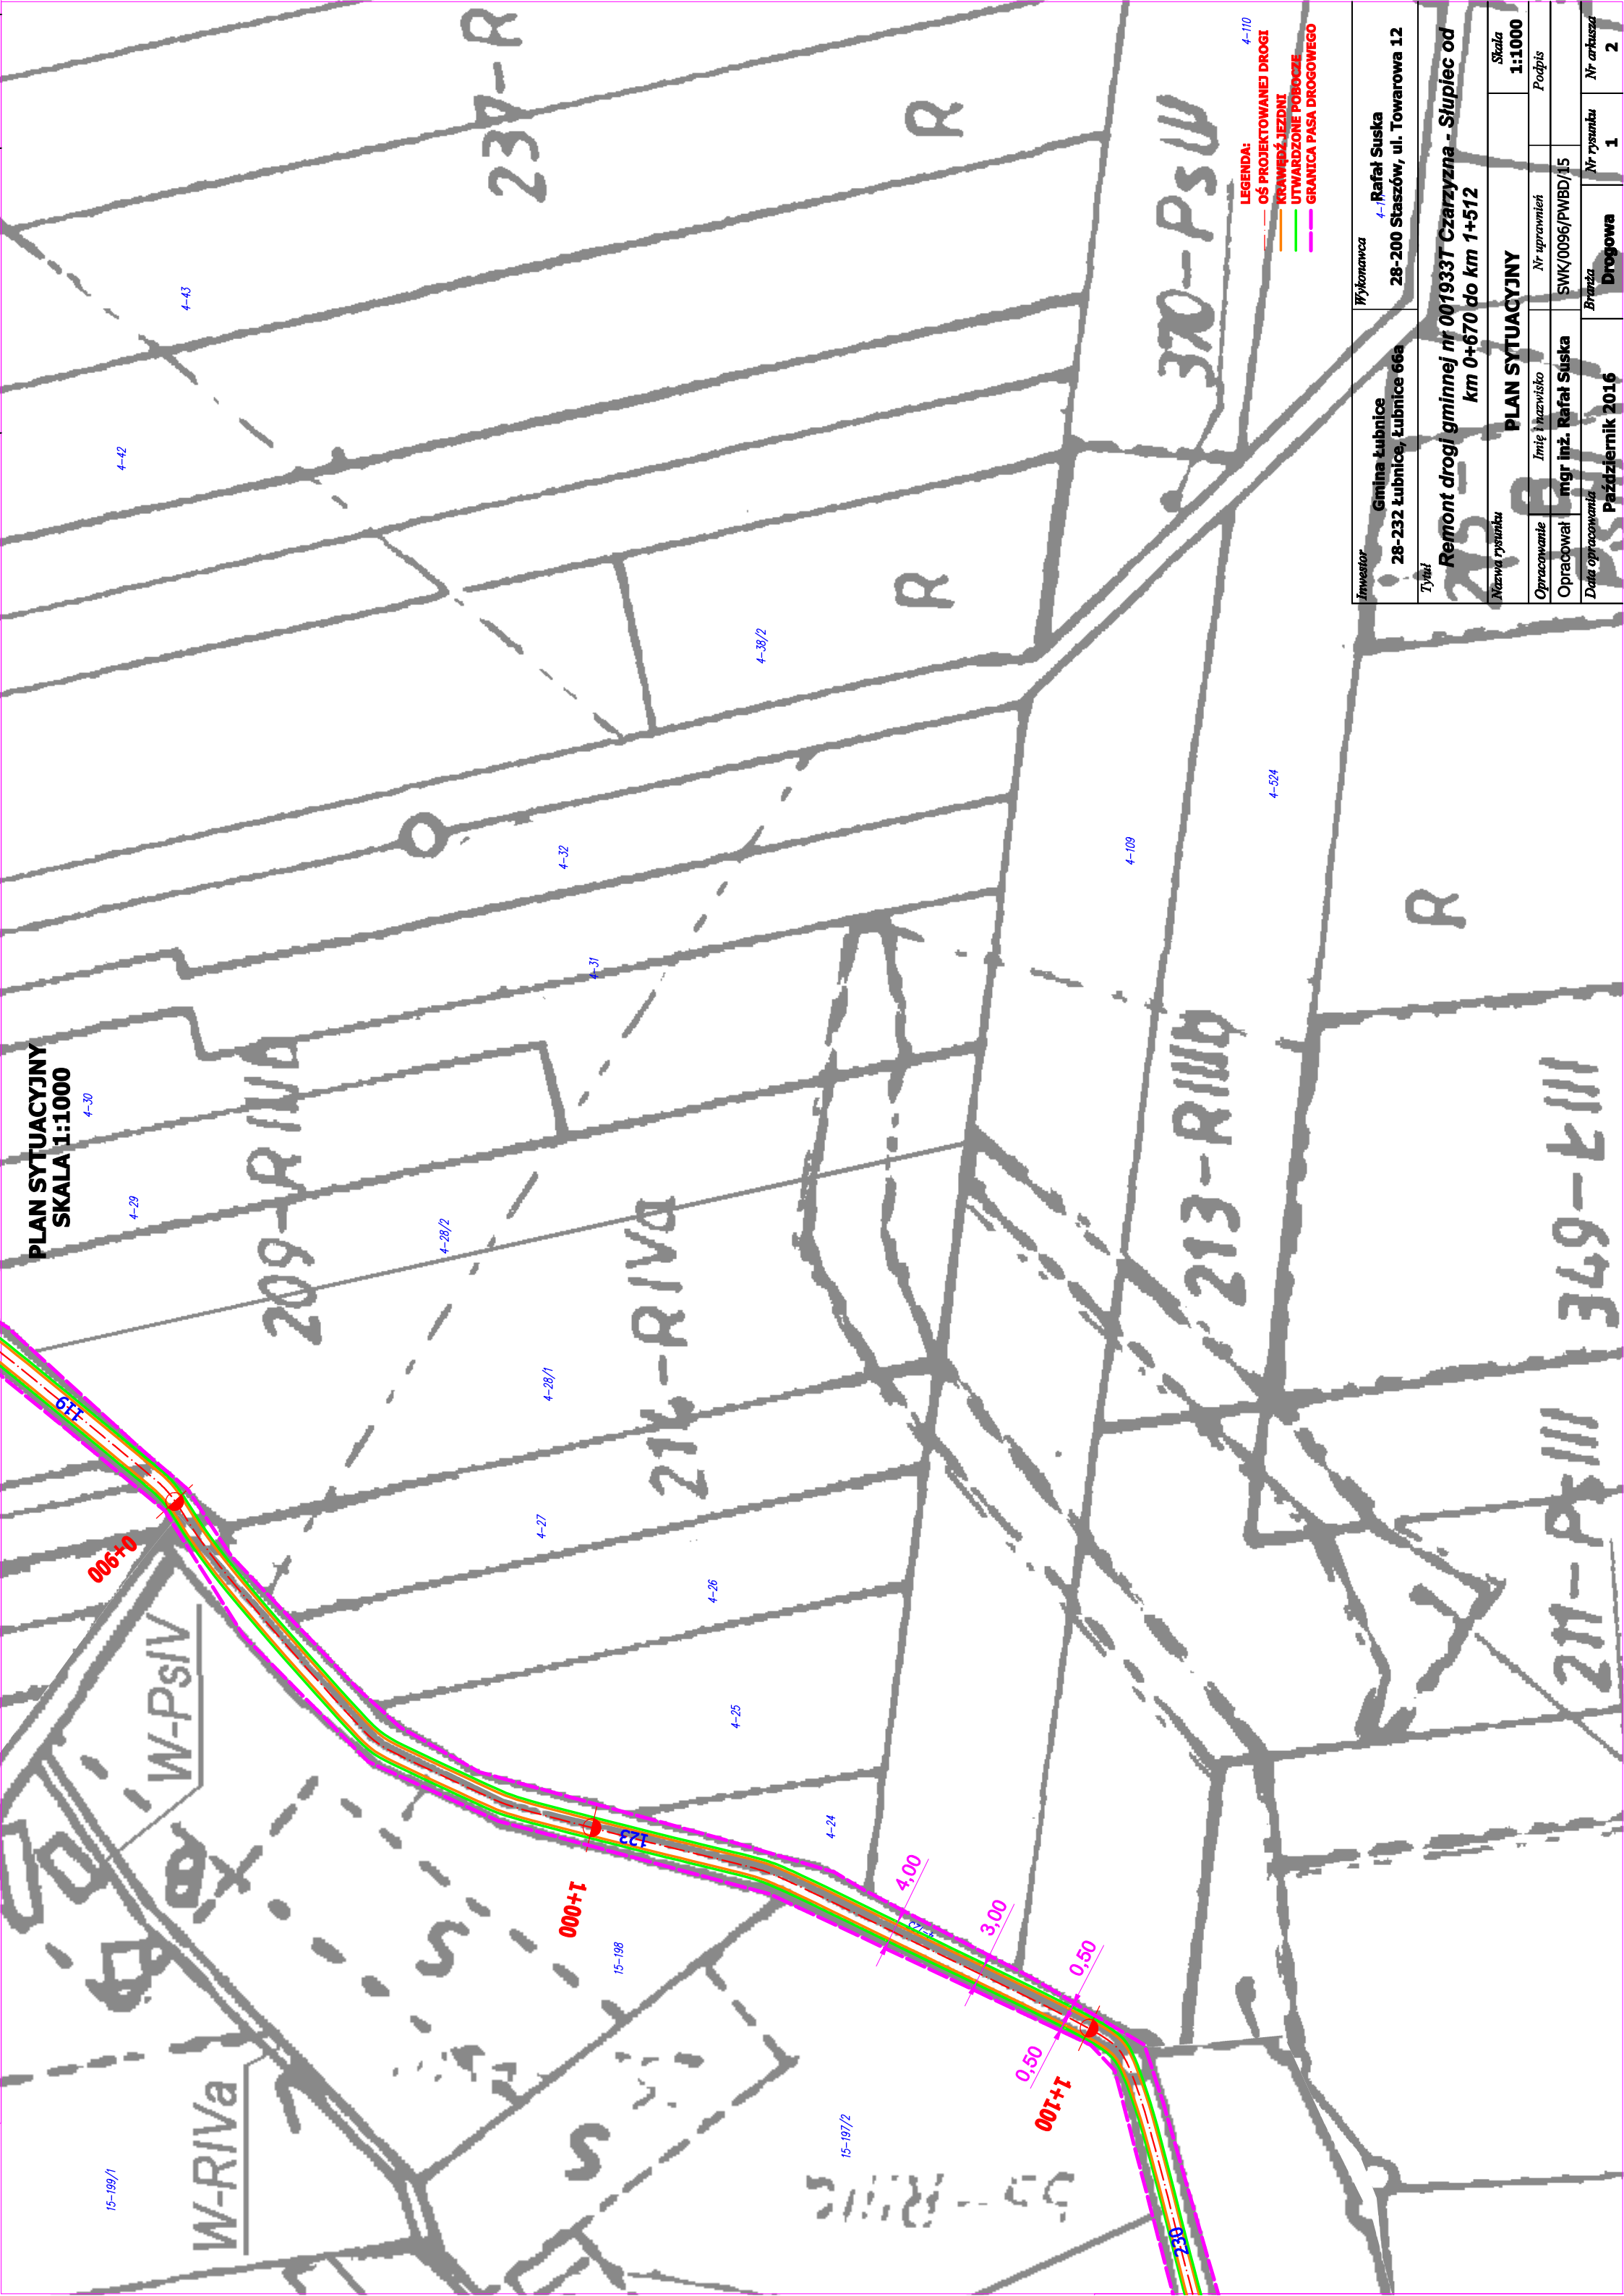 PLAN SYTUACYJNY
SKALA 1:1000
LEGENDA:
OŚ PROJEKTOWANEJ DROGI
KRAWĘDŹ JEZDNI
UTWARDZONE POBOCZE
GRANICA PASA DROGOWEGO
Inwestor
Gmina Łubnice
28-232 Łubnice, Łubnice 66a
Wykonawca
Rafał Suska
28-200 Staszów, ul. Towarowa 12
Tytuł
Remont drogi gminnej nr 001933T Czarzyzna - Słupiec od
km 0+670 do km 1+512
Nazwa rysunku
PLAN SYTUACYJNY
Skala
1:1000
Opracowanie
Imię i nazwisko
Nr uprawnień
Podpis
Opracował
mgr inż. Rafał Suska
SWK/0096/PWBD/15
Data opracowania
Październik 2016
Branża
Drogowa
Nr rysunku
1
Nr arkusza
2
119
0+900
123
1+000
4,00
3,00
0,50
0,50
1+100
230
4-110
4-43
4-42
4-38/2
4-32
4-31
4-30
4-29
4-28/2
4-28/1
4-27
4-26
4-25
4-24
4-109
4-524
15-198
15-197/2
15-199/1
W-PsIV
W-RIVa
S
S
R
R
R
209-RIVb
214-RIVa
213-RIIIb
370-PsIV
349-ŁIII
211-PsIII